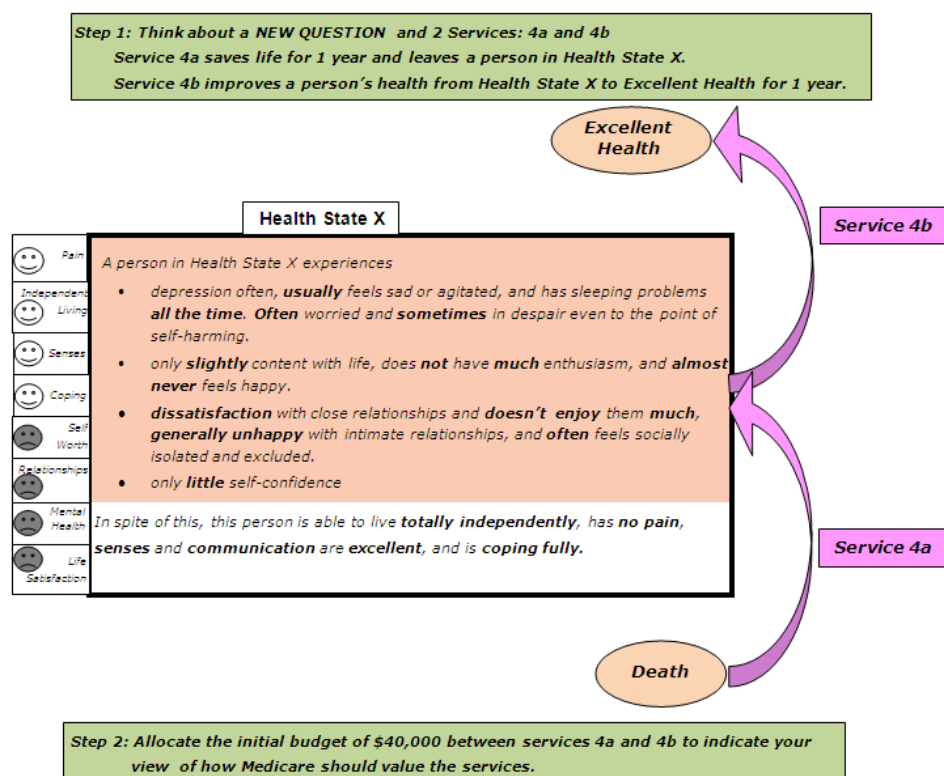 Step 1: Think about a NEW QUESTION and 2 Services: 4a and 4b
Service 4a saves life for 1 year and leaves a person in Health State X.
Service 4b improves a person's health from Health State X to Excellent Health for 1 year.
Excellent
Health
Health State X
Service 4b
Pain
Independent
Living
Senses
Coping
Self
Worth
Relationships
Mental
Health
Life
Satisfaction
A person in Health State X experiences
• depression often, usually feels sad or agitated, and has sleeping problems
all the time. Often worried and sometimes in despair even to the point of
self-harming.
• only slightly content with life, does not have much enthusiasm, and almost
never feels happy.
• dissatisfaction with close relationships and doesn't enjoy them much,
generally unhappy with intimate relationships, and often feels socially
isolated and excluded.
• only little self-confidence
In spite of this, this person is able to live totally independently, has no pain,
senses and communication are excellent, and is coping fully.
Service 4a
Death
Step 2: Allocate the initial budget of $40,000 between services 4a and 4b to indicate your
view of how Medicare should value the services.